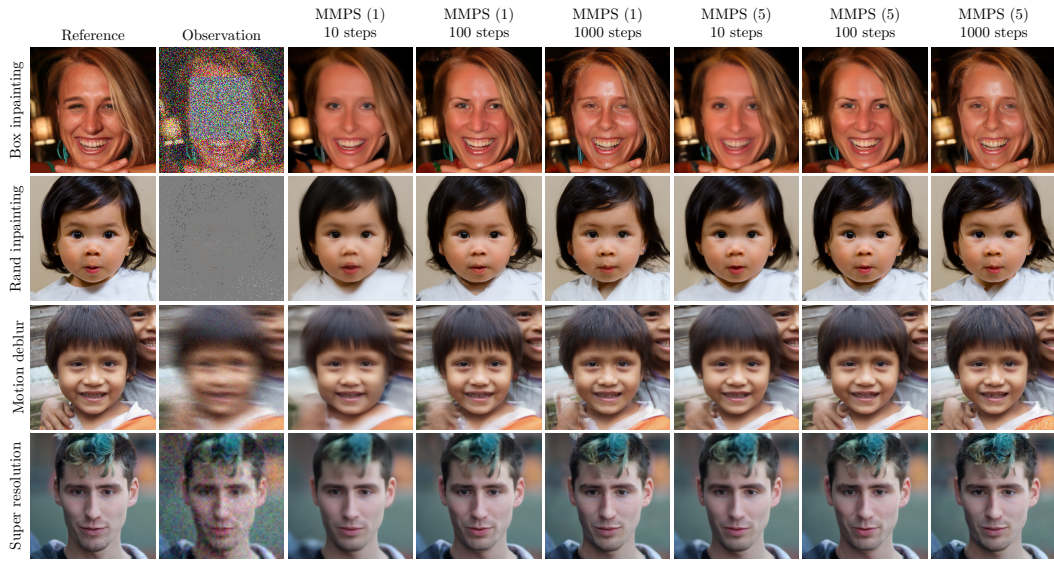 Reference
Observation
MMPS (1)
10 steps
MMPS (1)
100 steps
MMPS (1)
1000 steps
MMPS (5)
10 steps
MMPS (5)
100 steps
MMPS (5)
1000 steps
Box inpainting
Rand inpainting
Motion deblur
Super resolution